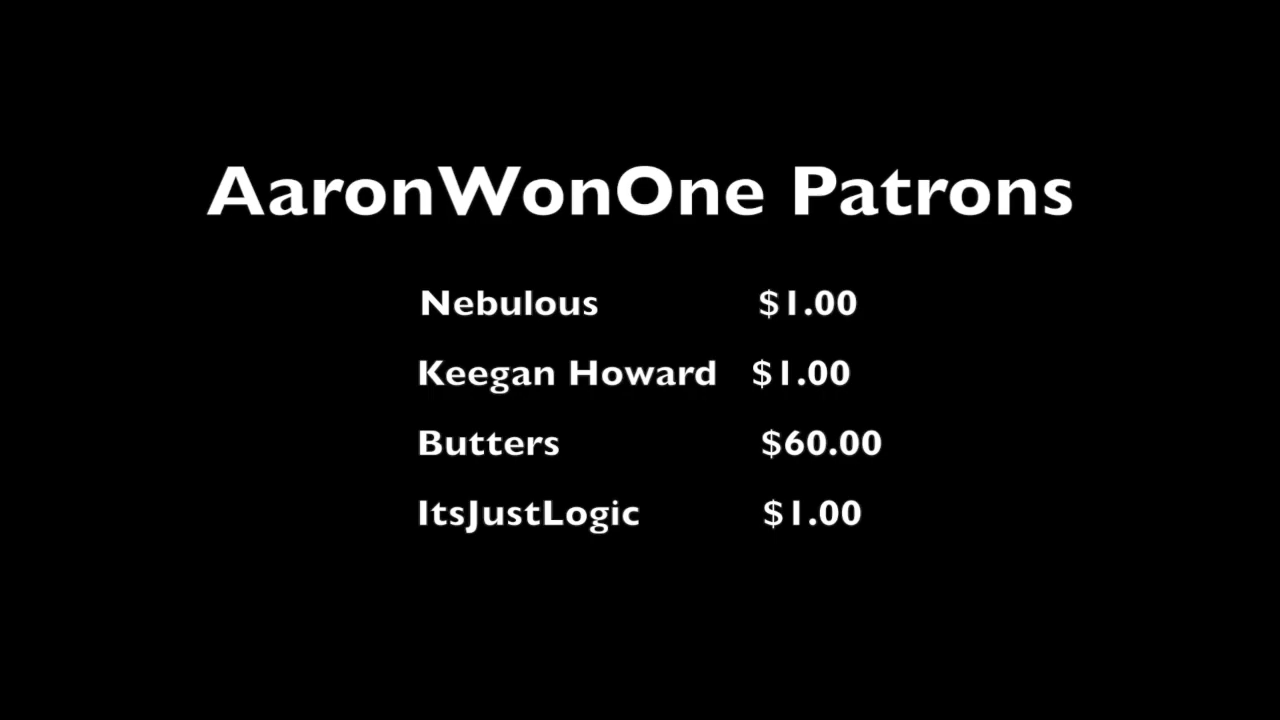 AaronWonOne Patrons
Nebulous $1.00
Keegan Howard $1.00
Butters $60.00
ItsJustLogic $1.00